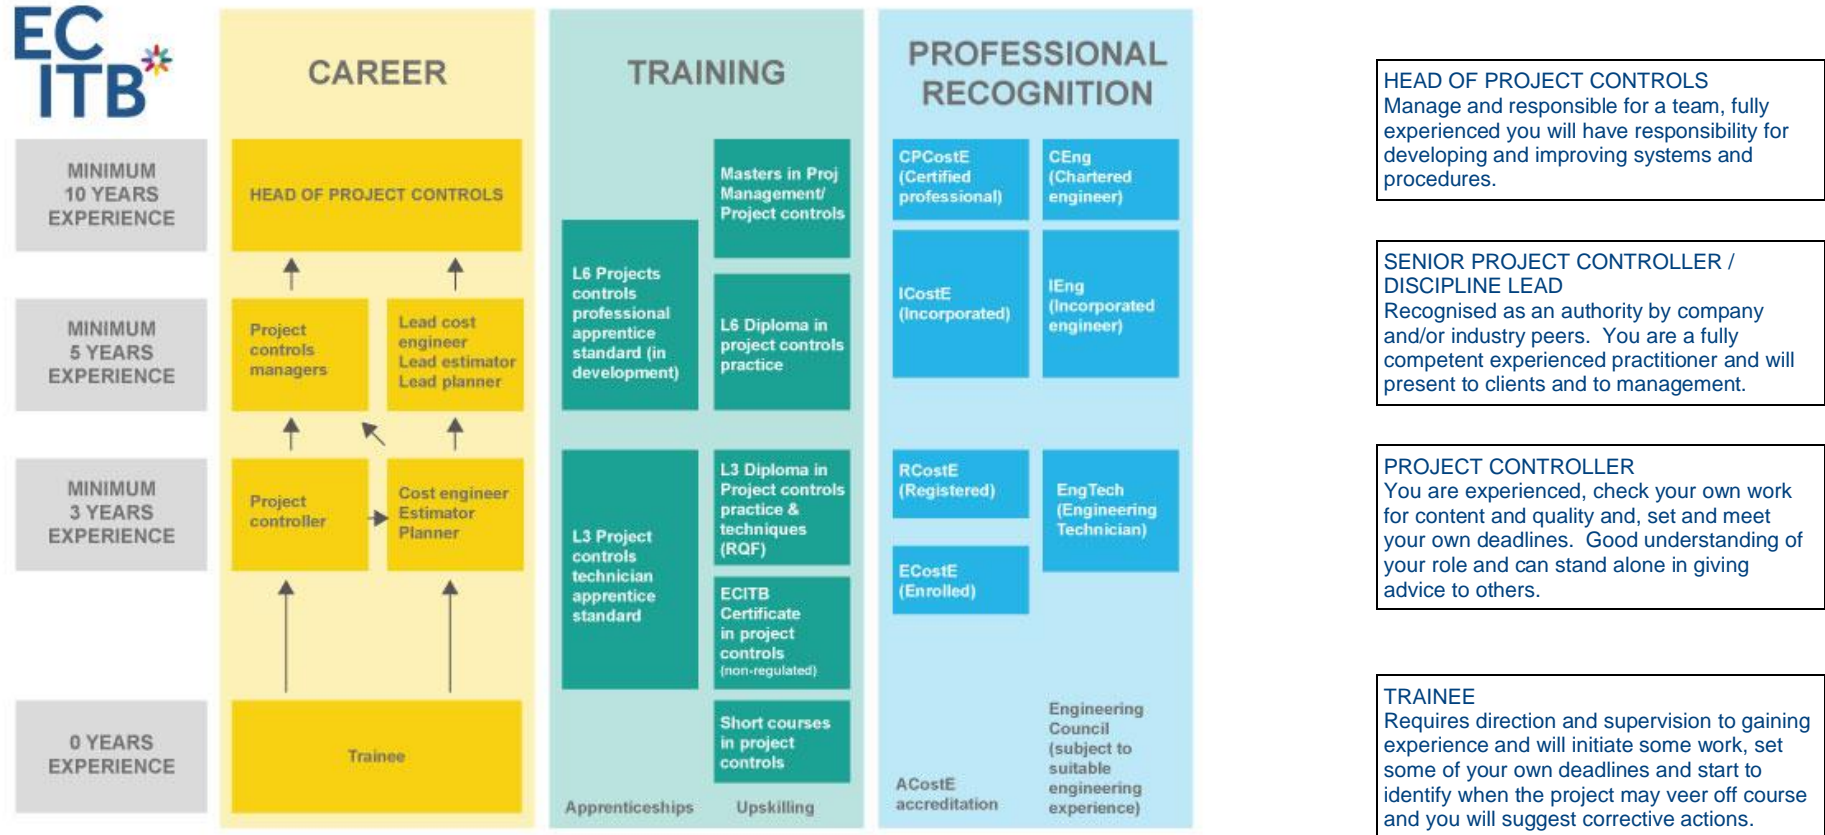 EC
ITB
CAREER
TRAINING
PROFESSIONAL
RECOGNITION
MINIMUM
10 YEARS
EXPERIENCE
HEAD OF PROJECT CONTROLS
Masters in Proj
Management/
Project controls
CPCostE
(Certified
professional)
CEng
(Chartered
engineer)
MINIMUM
5 YEARS
EXPERIENCE
Project
controls
managers
Lead cost
engineer
Lead estimator
Lead planner
L6 Projects
controls
professional
apprentice
standard (in
development)
L6 Diploma in
project controls
practice
ICostE
(Incorporated)
IEng
(Incorporated
engineer)
MINIMUM
3 YEARS
EXPERIENCE
Project
controller
Cost engineer
Estimator
Planner
L3 Project
controls
technician
apprentice
standard
L3 Diploma in
Project controls
practice &
techniques
(RQF)
ECITB
Certificate
in project
controls
(non-regulated)
RCostE
(Registered)
ECostE
(Enrolled)
EngTech
(Engineering
Technician)
0 YEARS
EXPERIENCE
Trainee
Short courses
in project
controls
Apprenticeships
Upskilling
ACostE
accreditation
Engineering
Council
(subject to
suitable
engineering
experience)
HEAD OF PROJECT CONTROLS
Manage and responsible for a team, fully
experienced you will have responsibility for
developing and improving systems and
procedures.
SENIOR PROJECT CONTROLLER /
DISCIPLINE LEAD
Recognised as an authority by company
and/or industry peers.  You are a fully
competent experienced practitioner and will
present to clients and to management.
PROJECT CONTROLLER
You are experienced, check your own work
for content and quality and, set and meet
your own deadlines.  Good understanding of
your role and can stand alone in giving
advice to others.
TRAINEE
Requires direction and supervision to gaining
experience and will initiate some work, set
some of your own deadlines and start to
identify when the project may veer off course
and you will suggest corrective actions.